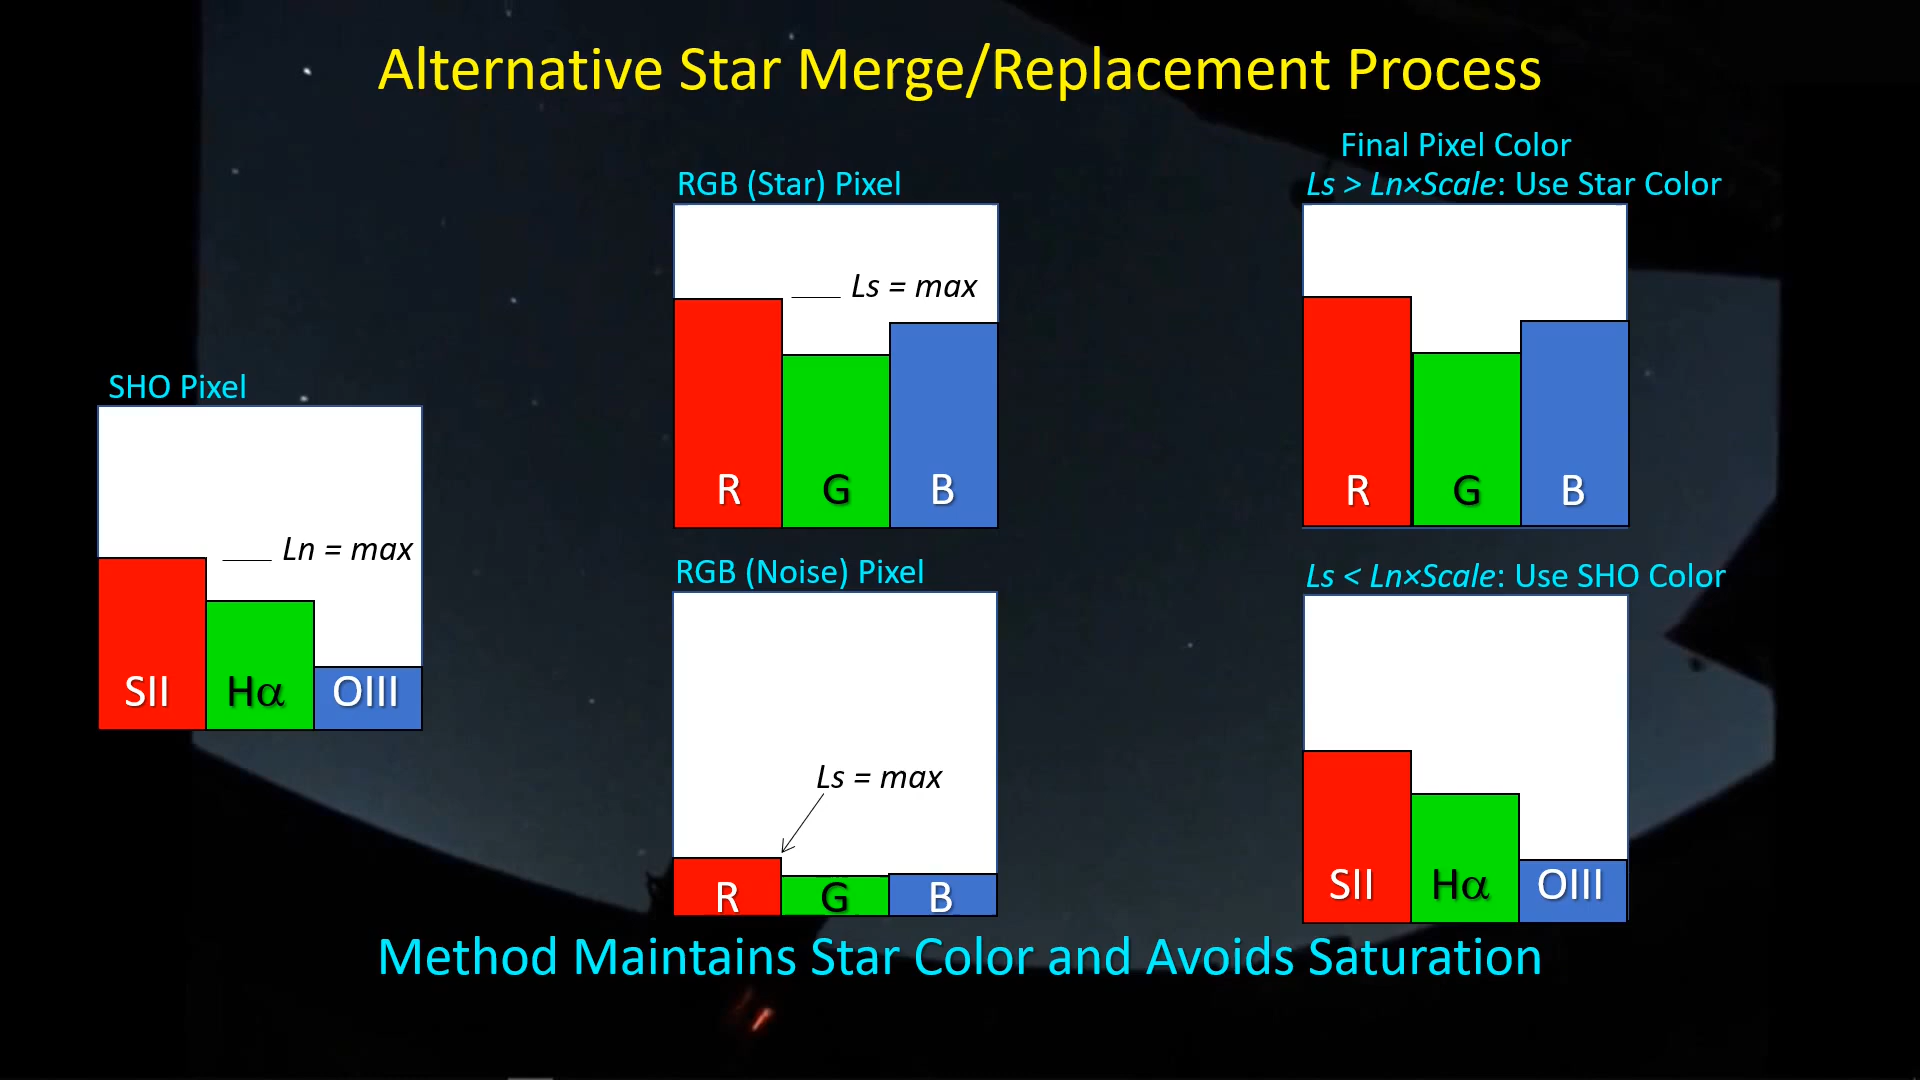 Alternative Star Merge/Replacement Process
SHO Pixel
Ln = max
SII Hα OIII
RGB (Star) Pixel
Ls = max
R G B
RGB (Noise) Pixel
Ls = max
R G B
Final Pixel Color
Ls > Ln×Scale: Use Star Color
R G B
Ls < Ln×Scale: Use SHO Color
SII Hα OIII
Method Maintains Star Color and Avoids Saturation